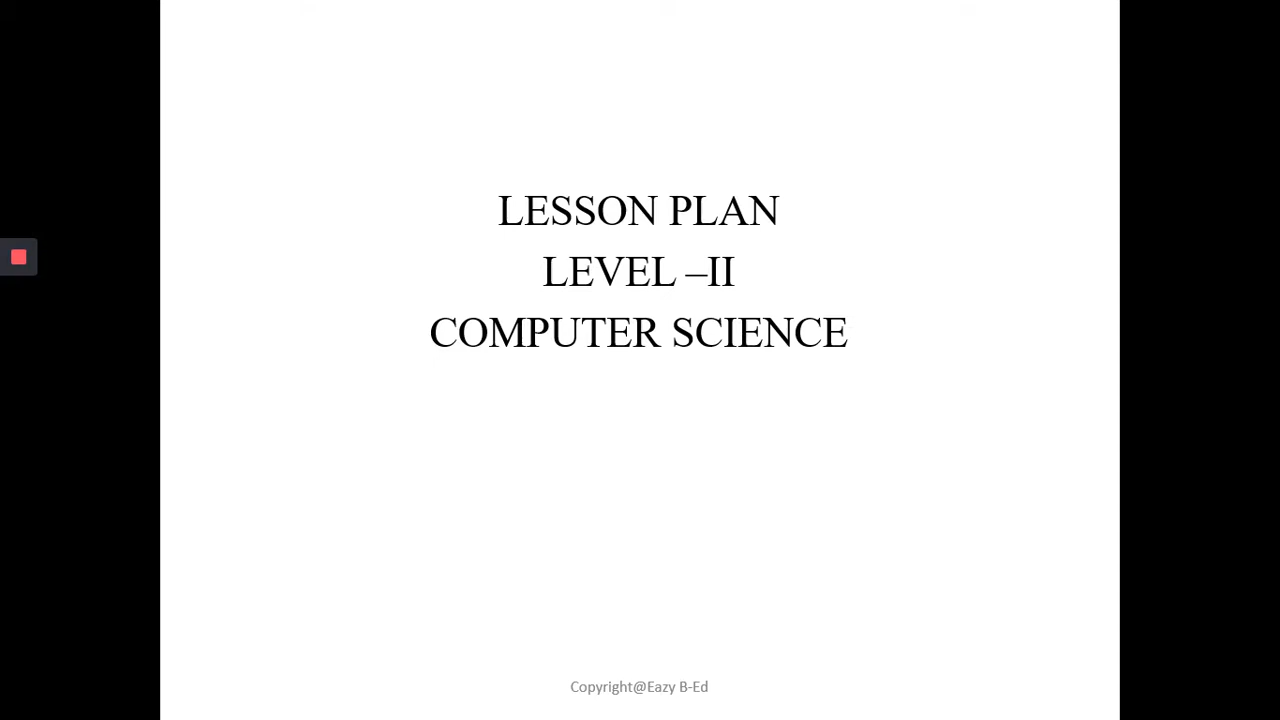 LESSON PLAN
LEVEL –II
COMPUTER SCIENCE
Copyright@Eazy B-Ed